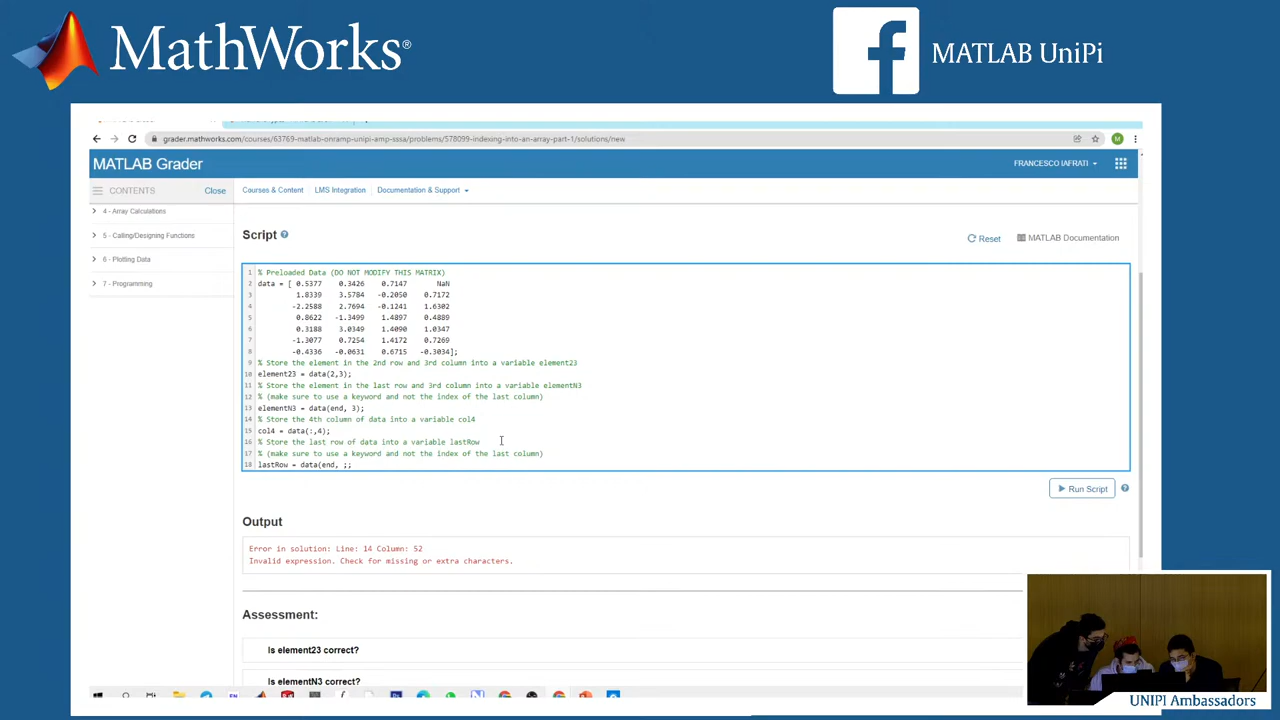 MathWorks®
MATLAB UniPi
grader.mathworks.com/courses/63769-matlab-onramp-unipi-amp-sssa/problems/578099-indexing-into-an-array-part-1/solutions/new
M
MATLAB Grader
FRANCESCO IAFRATI
CONTENTS
Close
Courses & Content
LMS Integration
Documentation & Support
4 - Array Calculations
5 - Calling/Designing Functions
6 - Plotting Data
7 - Programming
Script
Reset
MATLAB Documentation
1 % Preloaded Data (DO NOT MODIFY THIS MATRIX)
2 data = [ 0.5377 0.3426 0.7147 NaN
3 1.8339 3.5784 -0.2050 0.7172
4 -2.2588 2.7694 -0.1241 1.6302
5 0.8622 -1.3499 1.4897 0.4889
6 0.3188 3.0349 1.4090 1.0347
7 -1.3077 0.7254 1.4172 0.7269
8 -0.4336 -0.0631 0.6715 -0.3034];
9 % Store the element in the 2nd row and 3rd column into a variable element23
10 element23 = data(2,3);
11 % Store the element in the last row and 3rd column into a variable elementN3
12 % (make sure to use a keyword and not the index of the last column)
13 elementN3 = data(end, 3);
14 % Store the 4th column of data into a variable col4
15 col4 = data(:,4);
16 % Store the last row of data into a variable lastRow
17 % (make sure to use a keyword and not the index of the last column)
18 lastRow = data(end, ;;
Run Script
Output
Error in solution: Line: 14 Column: 52
Invalid expression. Check for missing or extra characters.
Assessment:
Is element23 correct?
Is elementN3 correct?
UNIPI Ambassadors